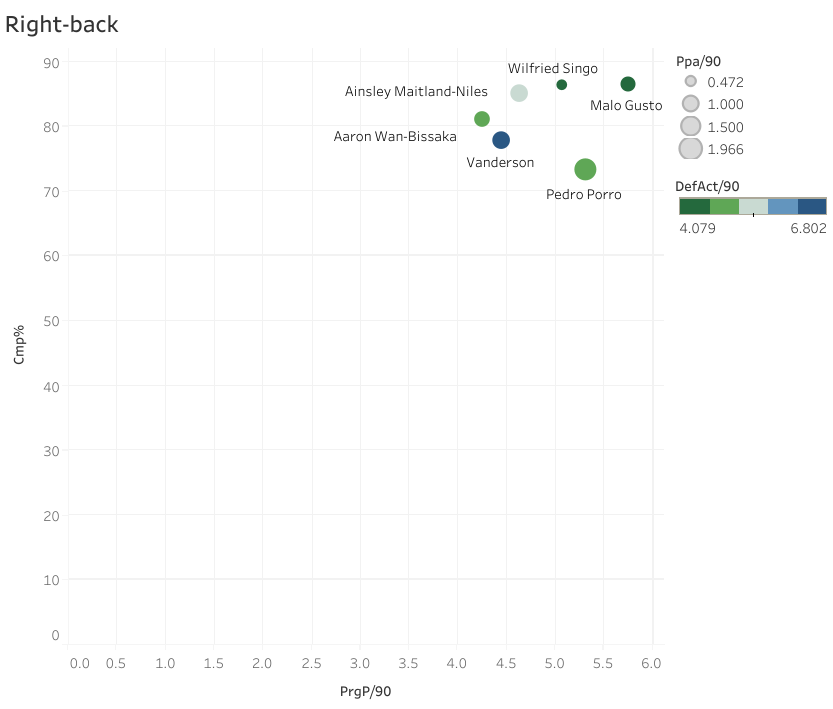 Right-back
90
80
70
60
50
40
30
20
10
0
Cmp%
Wilfried Singo
Ainsley Maitland-Niles
Malo Gusto
Aaron Wan-Bissaka
Vanderson
Pedro Porro
0.0 0.5 1.0 1.5 2.0 2.5 3.0 3.5 4.0 4.5 5.0 5.5 6.0
PrgP/90
Ppa/90
0.472
1.000
1.500
1.966
DefAct/90
4.079 6.802